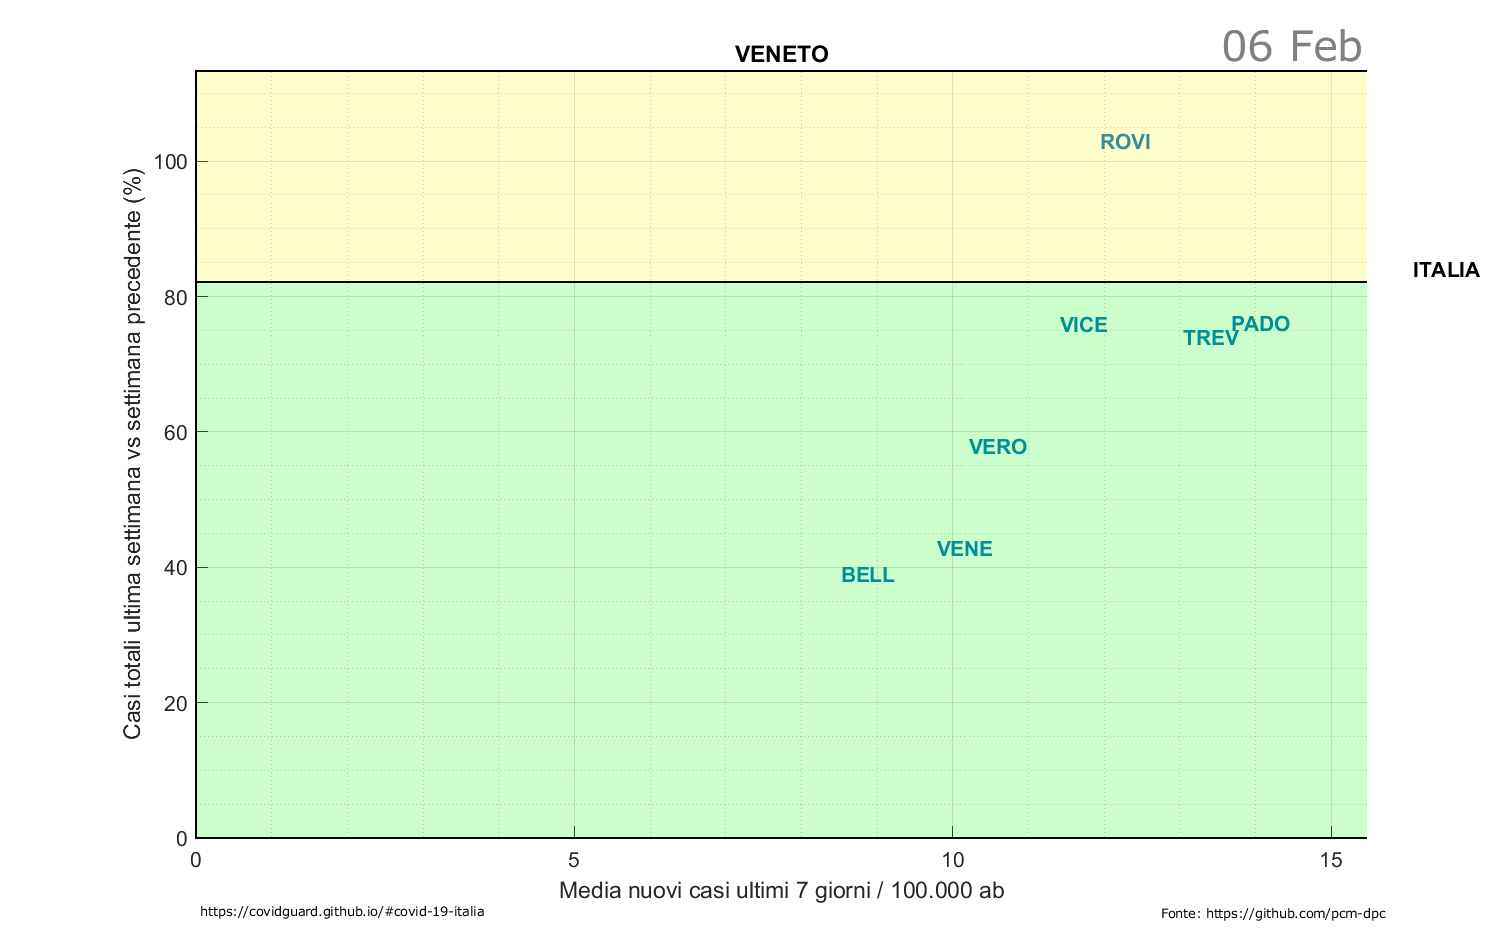 VENETO
06 Feb
ROVI
100
ITALIA
80
VICE
PADO
TREV
60
VERO
VENE
BELL
40
20
0
Casi totali ultima settimana vs settimana precedente (%)
0
5
10
15
Media nuovi casi ultimi 7 giorni / 100.000 ab
https://covidguard.github.io/#covid-19-italia
Fonte: https://github.com/pcm-dpc